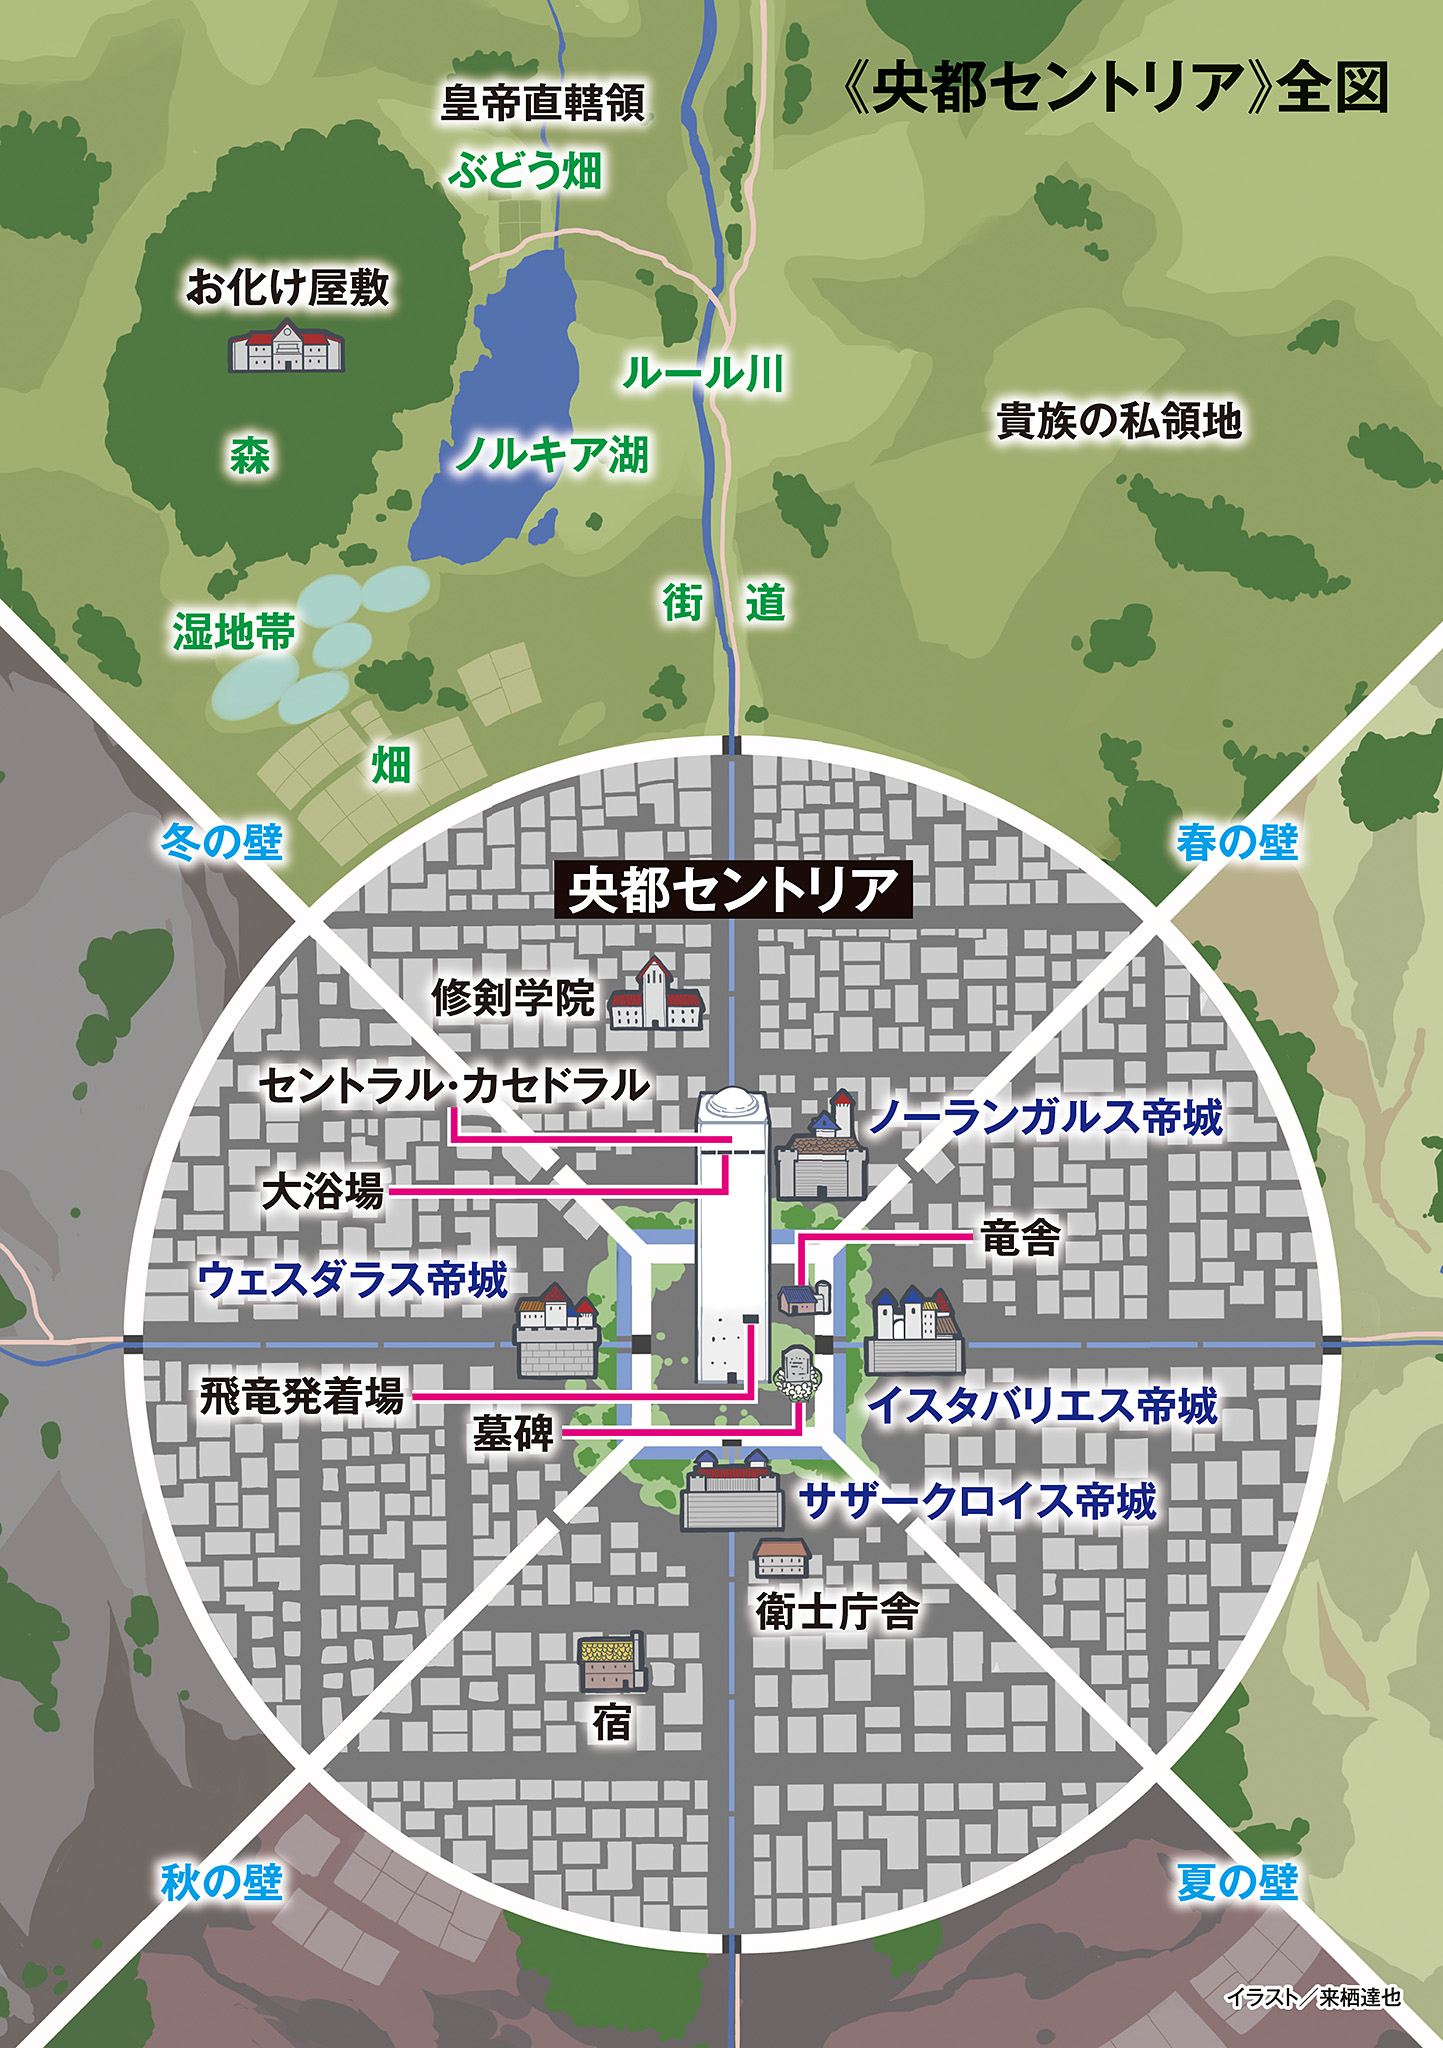 《央都セントリア》全図
皇帝直轄領
ぶどう畑
お化け屋敷
ルール川
貴族の私領地
森
ノルキア湖
街道
湿地帯
畑
冬の壁
春の壁
央都セントリア
修剣学院
セントラル・カセドラル
ノーランガルス帝城
大浴場
竜舎
ウェスダラス帝城
飛竜発着場
イスタバリエス帝城
墓碑
サザークロイス帝城
衛士庁舎
宿
秋の壁
夏の壁
イラスト／来栖達也